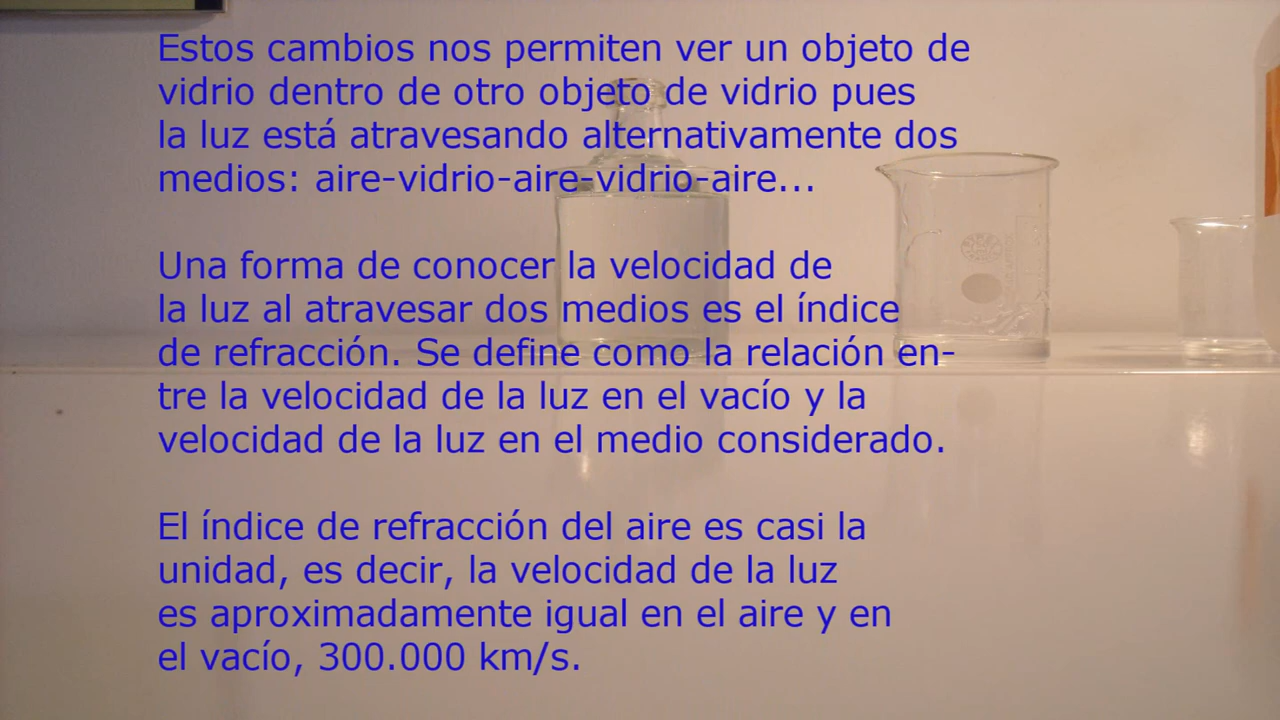 Estos cambios nos permiten ver un objeto de
vidrio dentro de otro objeto de vidrio pues
la luz está atravesando alternativamente dos
medios: aire-vidrio-aire-vidrio-aire...
Una forma de conocer la velocidad de
la luz al atravesar dos medios es el índice
de refracción. Se define como la relación en-
tre la velocidad de la luz en el vacío y la
velocidad de la luz en el medio considerado.
El índice de refracción del aire es casi la
unidad, es decir, la velocidad de la luz
es aproximadamente igual en el aire y en
el vacío, 300.000 km/s.